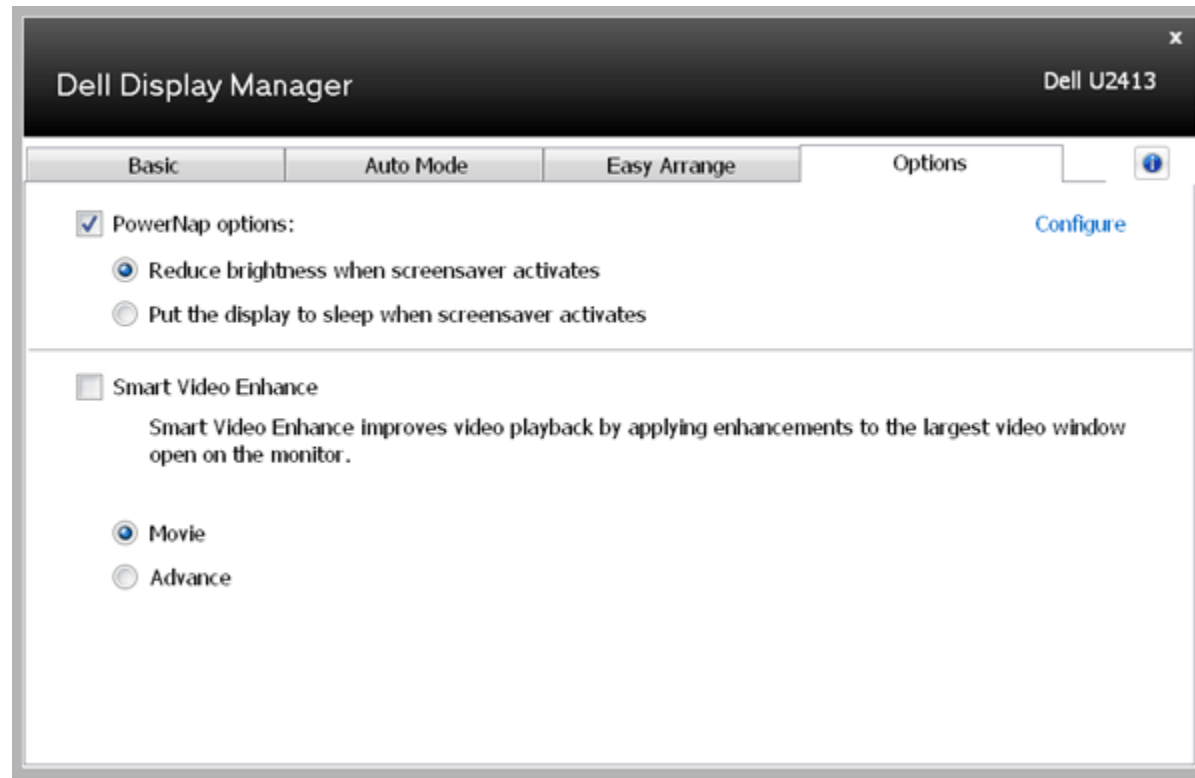 x
Dell Display Manager
Dell U2413
Basic
Auto Mode
Easy Arrange
Options
i
PowerNap options:
Configure
Reduce brightness when screensaver activates
Put the display to sleep when screensaver activates
Smart Video Enhance
Smart Video Enhance improves video playback by applying enhancements to the largest video window
open on the monitor.
Movie
Advance